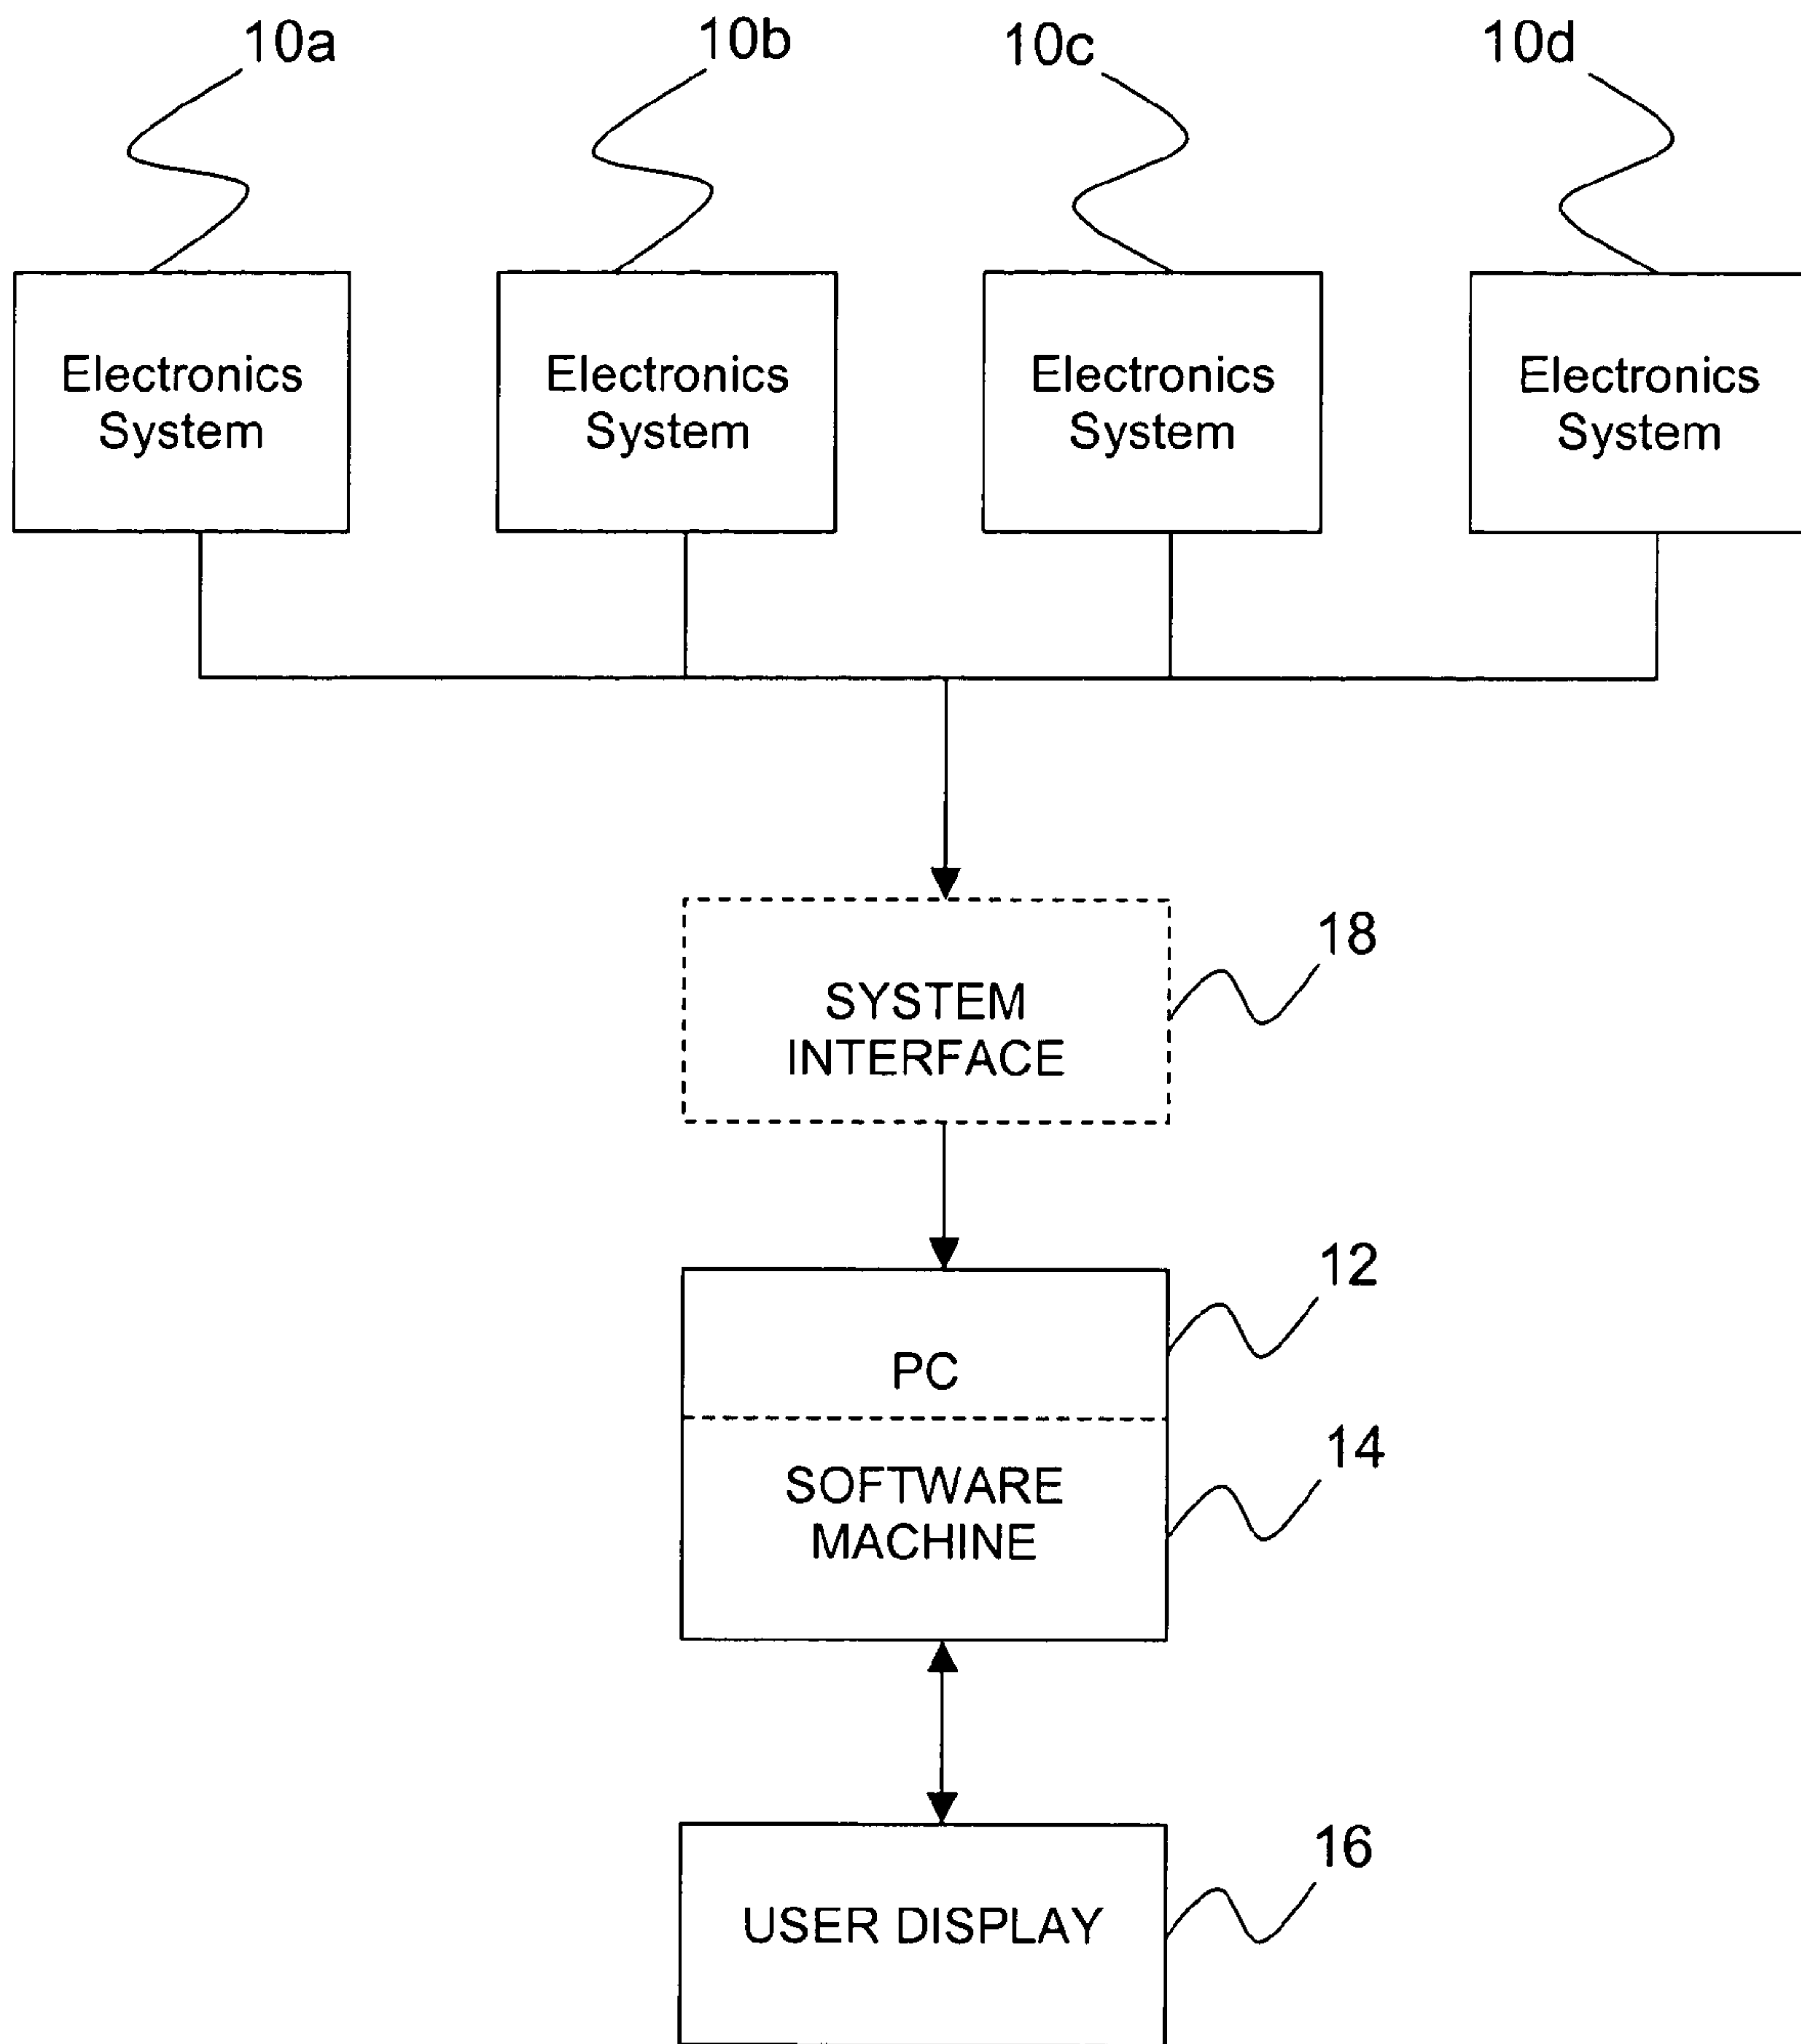 10a
10b
10c
10d
Electronics
System
Electronics
System
Electronics
System
Electronics
System
18
SYSTEM
INTERFACE
12
PC
14
SOFTWARE
MACHINE
16
USER DISPLAY